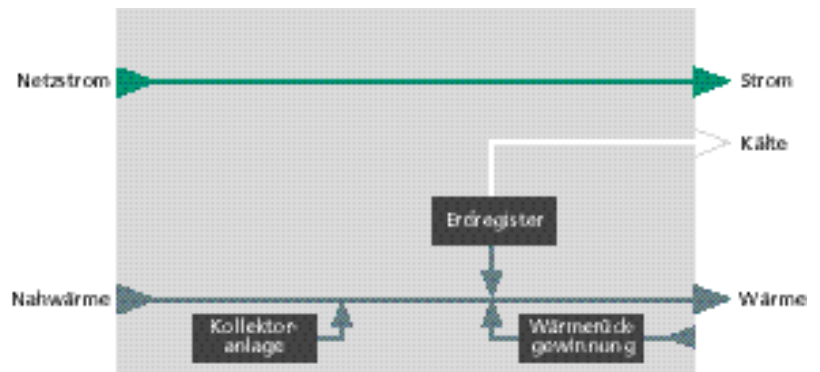 Netzstrom
Strom
Kälte
Erdregister
Nahwärme
Wärme
Kollektor-
anlage
Wärmerück-
gewinnung